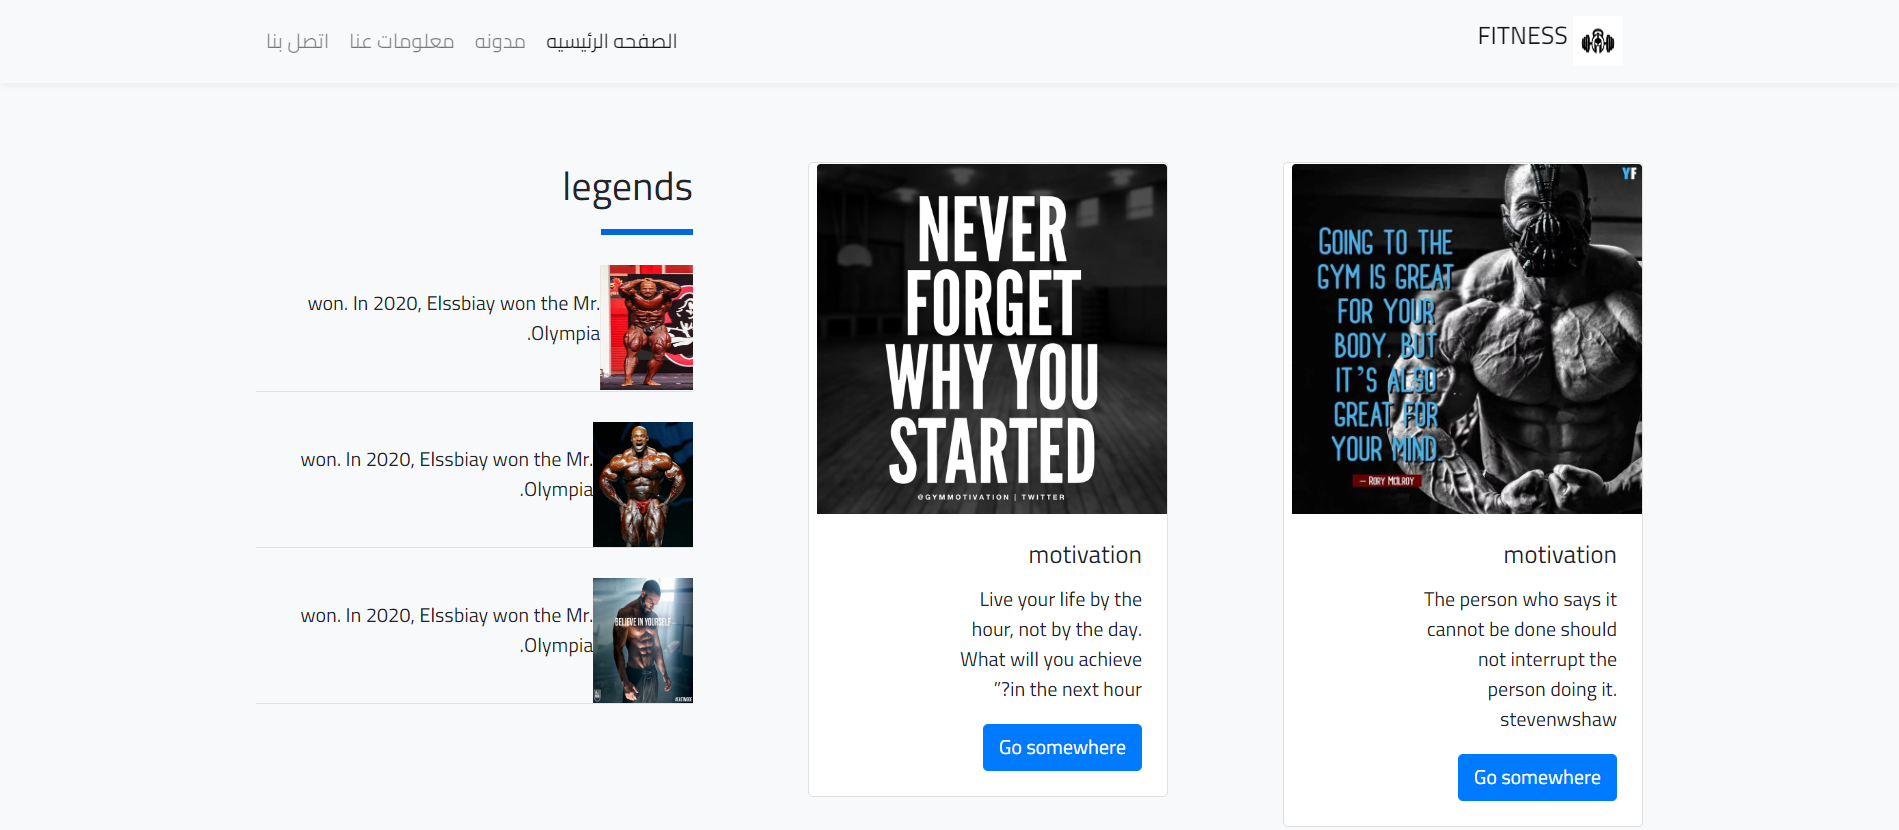 FITNESS
الصفحه الرئيسيه
مدونه
معلومات عنا
اتصل بنا
YF
GOING TO THE
GYM IS GREAT
FOR YOUR
BODY, BUT
IT'S ALSO
GREAT FOR
YOUR MIND.
— RORY MCILROY
motivation
The person who says it
cannot be done should
not interrupt the
person doing it.
stevenwshaw
Go somewhere
NEVER
FORGET
WHY YOU
STARTED
@GYMMOTIVATION | TWITTER
motivation
Live your life by the
hour, not by the day.
What will you achieve
”?in the next hour
Go somewhere
legends
won. In 2020, Elssbiay won the Mr.
.Olympia
won. In 2020, Elssbiay won the Mr.
.Olympia
BELIEVE IN YOURSELF...
won. In 2020, Elssbiay won the Mr.
.Olympia